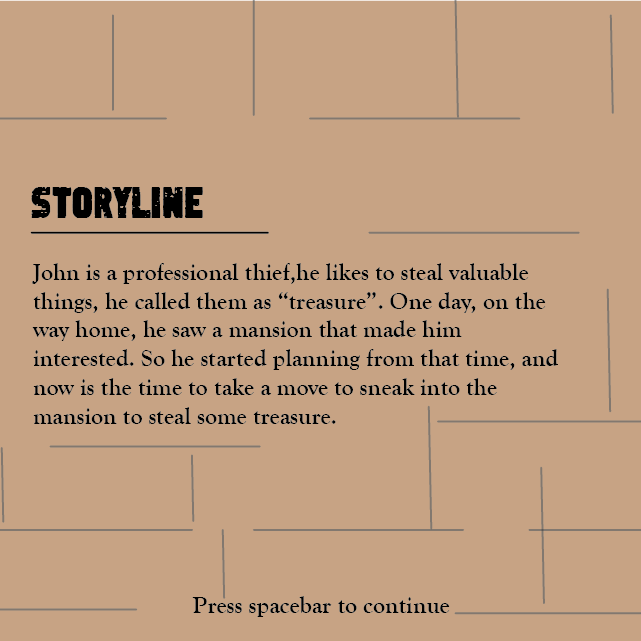 STORYLINE
John is a professional thief,he likes to steal valuable
things, he called them as “treasure”. One day, on the
way home, he saw a mansion that made him
interested. So he started planning from that time, and
now is the time to take a move to sneak into the
mansion to steal some treasure.
Press spacebar to continue